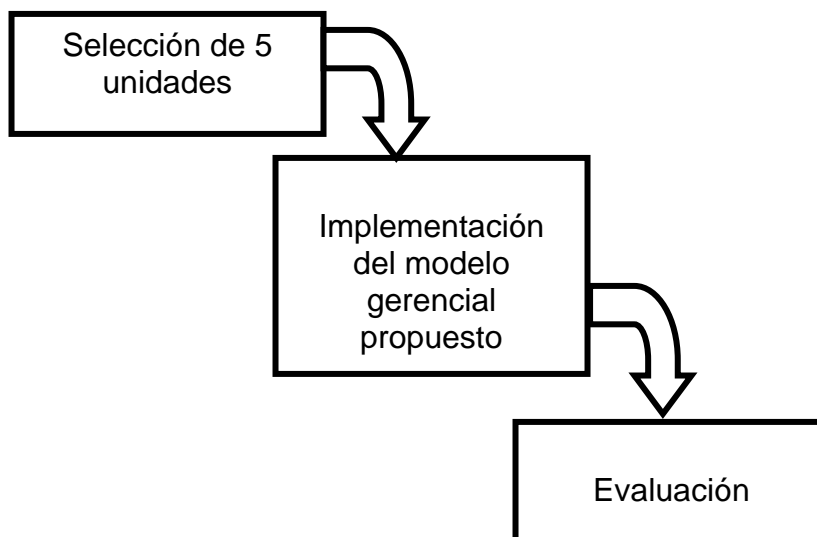 Selección de 5
unidades
Implementación
del modelo
gerencial
propuesto
Evaluación